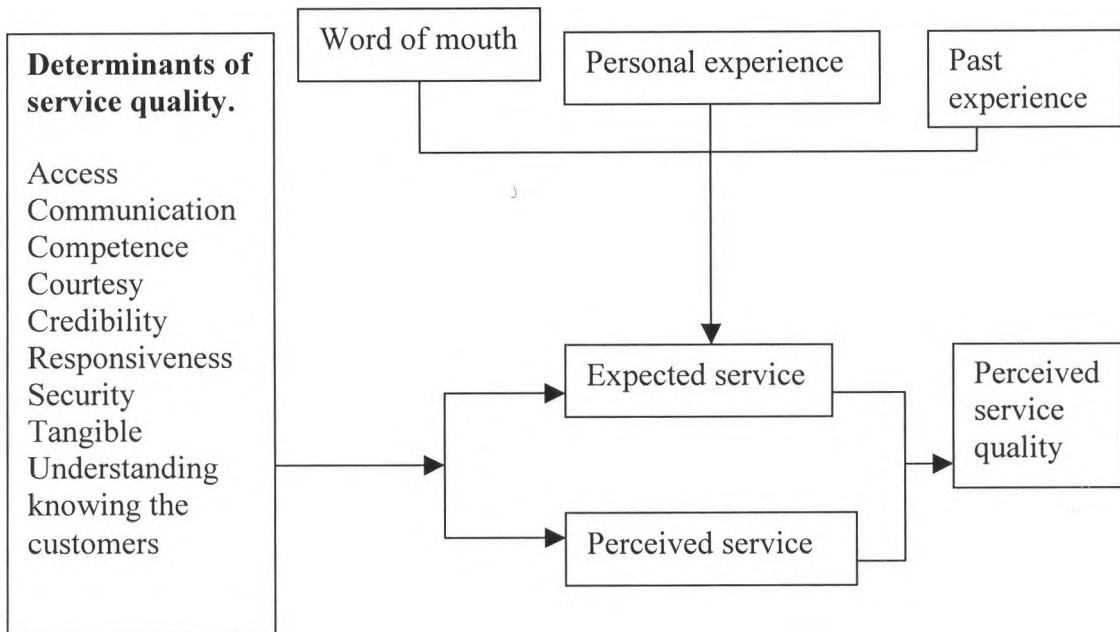 Determinants of
service quality.
Access
Communication
Competence
Courtesy
Credibility
Responsiveness
Security
Tangible
Understanding
knowing the
customers
Word of mouth
Personal experience
Past
experience
Expected service
Perceived service
Perceived
service
quality